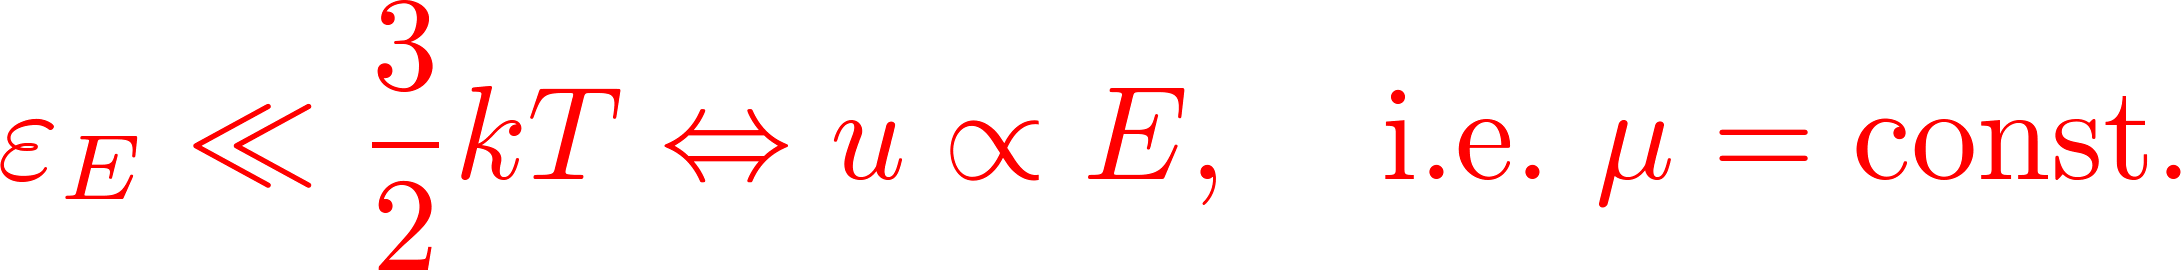 ε_E ≪ 3/2 kT ⇔ u ∝ E, i.e. μ = const.